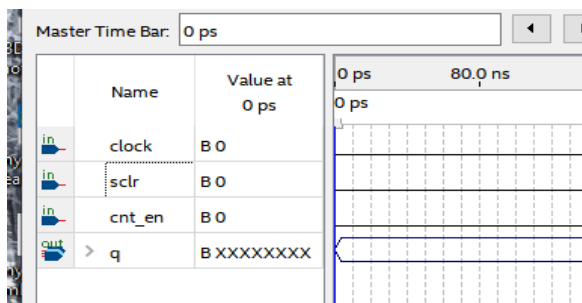 Master Time Bar: 0 ps
Name
Value at
0 ps
0 ps 80.0 ns
0 ps
in clock B 0
in sclr B 0
in cnt_en B 0
out > q B XXXXXXXX